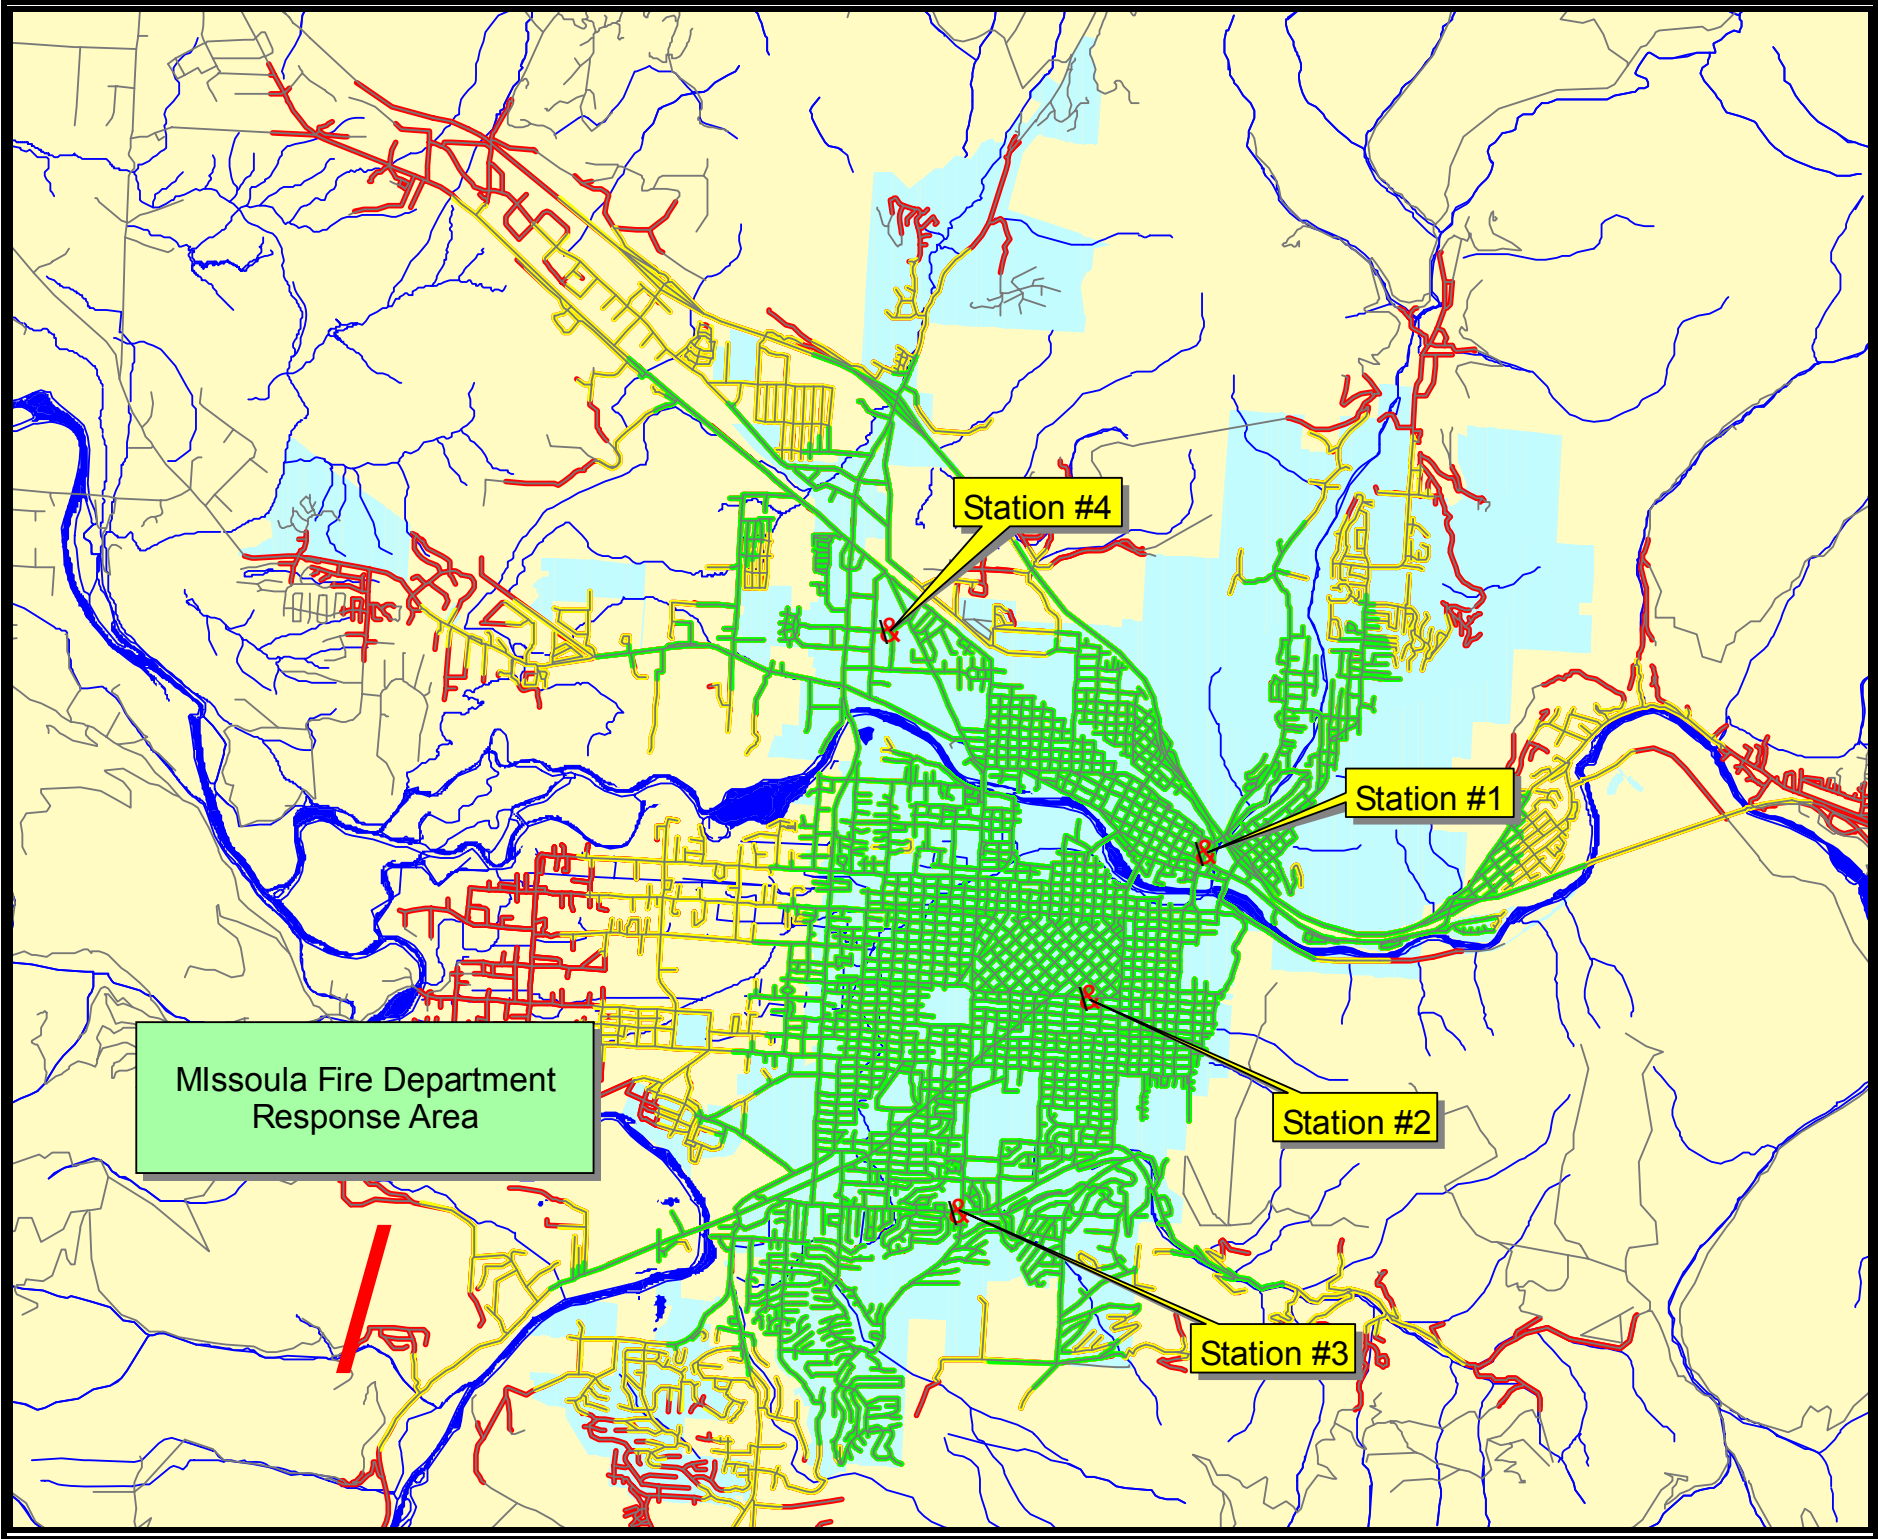 Station #4
Station #1
MIssoula Fire Department
Response Area
Station #2
Station #3